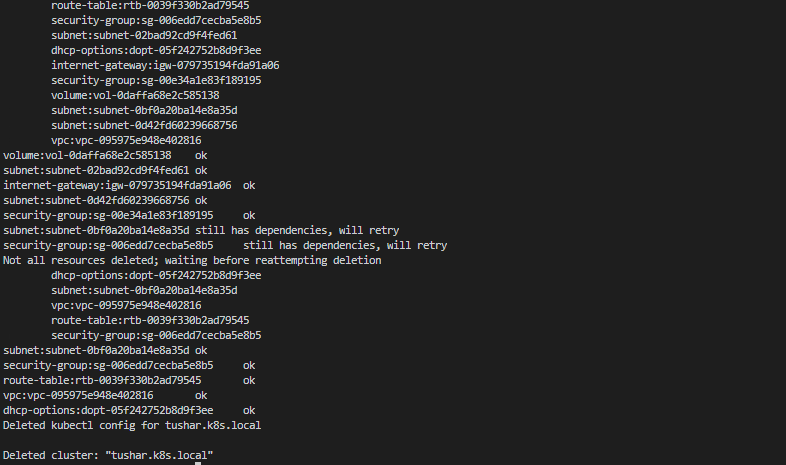 route-table:rtb-0039f330b2ad79545
security-group:sg-006edd7cecba5e8b5
subnet:subnet-02bad92cd9f4fed61
dhcp-options:dopt-05f242752b8d9f3ee
internet-gateway:igw-079735194fda91a06
security-group:sg-00e34a1e83f189195
volume:vol-0daffa68e2c585138
subnet:subnet-0bf0a20ba14e8a35d
subnet:subnet-0d42fd60239668756
vpc:vpc-095975e948e402816
volume:vol-0daffa68e2c585138 ok
subnet:subnet-02bad92cd9f4fed61 ok
internet-gateway:igw-079735194fda91a06 ok
subnet:subnet-0d42fd60239668756 ok
security-group:sg-00e34a1e83f189195 ok
subnet:subnet-0bf0a20ba14e8a35d still has dependencies, will retry
security-group:sg-006edd7cecba5e8b5 still has dependencies, will retry
Not all resources deleted; waiting before reattempting deletion
dhcp-options:dopt-05f242752b8d9f3ee
subnet:subnet-0bf0a20ba14e8a35d
vpc:vpc-095975e948e402816
route-table:rtb-0039f330b2ad79545
security-group:sg-006edd7cecba5e8b5
subnet:subnet-0bf0a20ba14e8a35d ok
security-group:sg-006edd7cecba5e8b5 ok
route-table:rtb-0039f330b2ad79545 ok
vpc:vpc-095975e948e402816 ok
dhcp-options:dopt-05f242752b8d9f3ee ok
Deleted kubectl config for tushar.k8s.local
Deleted cluster: "tushar.k8s.local"